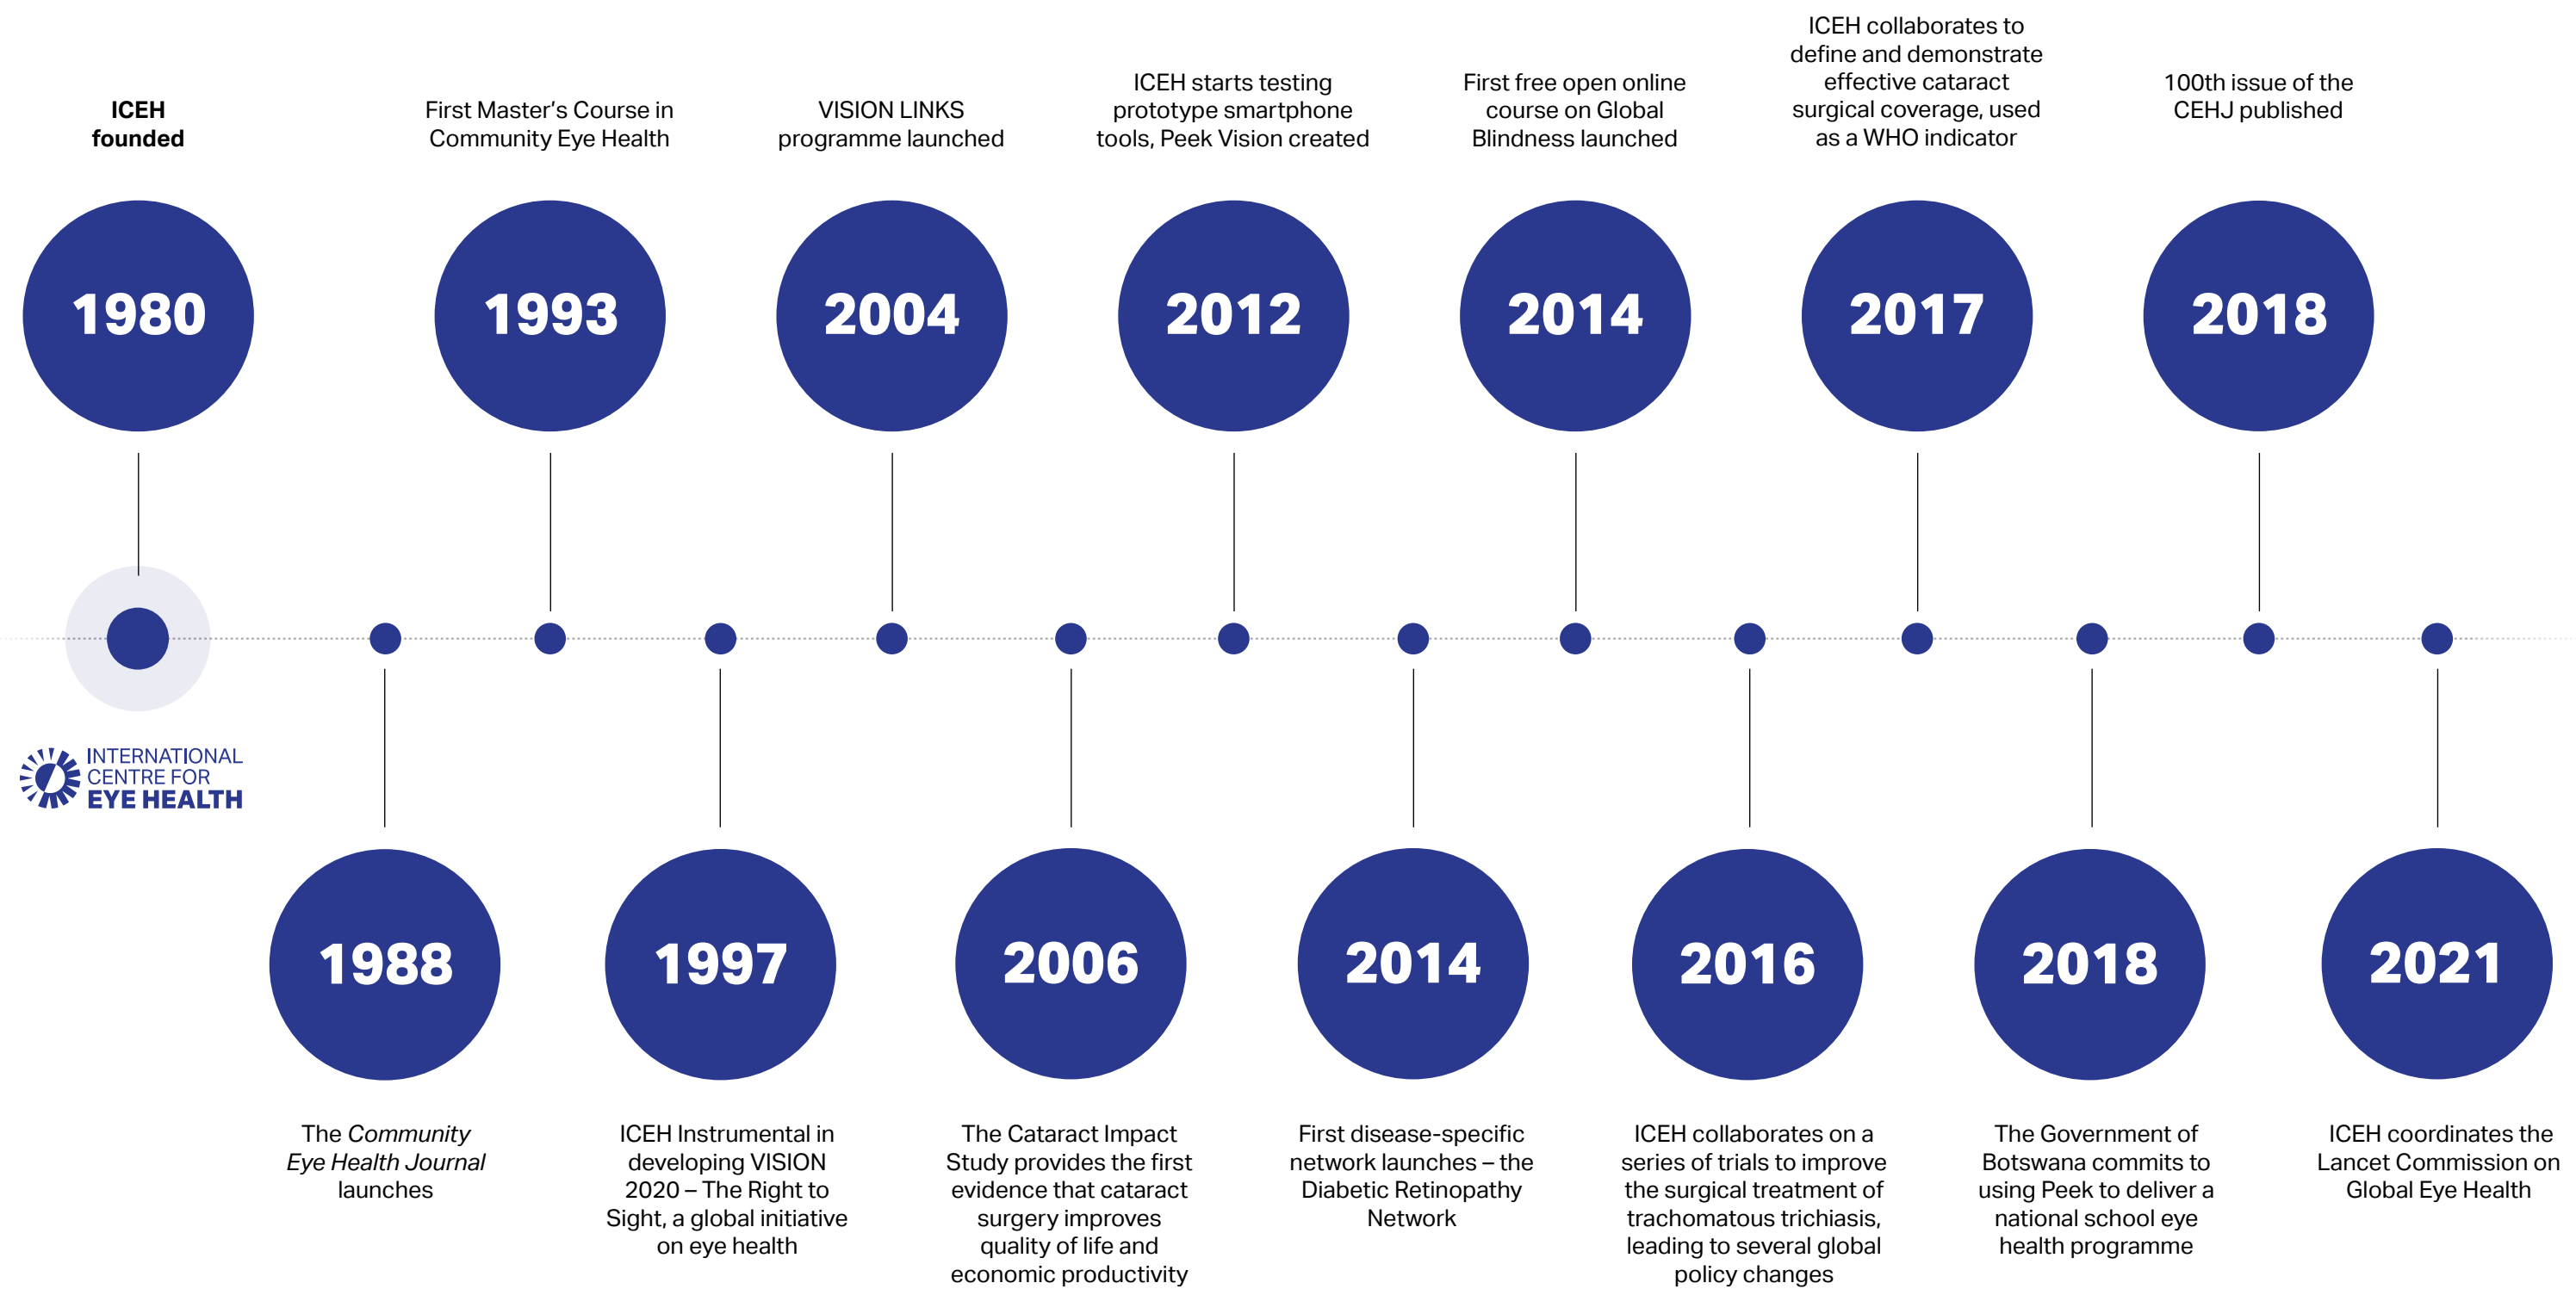 ICEH
founded
1980
INTERNATIONAL
CENTRE FOR
EYE HEALTH
1988
The Community
Eye Health Journal
launches
First Master’s Course in
Community Eye Health
1993
1997
ICEH Instrumental in
developing VISION
2020 – The Right to
Sight, a global initiative
on eye health
VISION LINKS
programme launched
2004
2006
The Cataract Impact
Study provides the first
evidence that cataract
surgery improves
quality of life and
economic productivity
ICEH starts testing
prototype smartphone
tools, Peek Vision created
2012
2014
First disease-specific
network launches – the
Diabetic Retinopathy
Network
First free open online
course on Global
Blindness launched
2014
2016
ICEH collaborates on a
series of trials to improve
the surgical treatment of
trachomatous trichiasis,
leading to several global
policy changes
ICEH collaborates to
define and demonstrate
effective cataract
surgical coverage, used
as a WHO indicator
2017
2018
The Government of
Botswana commits to
using Peek to deliver a
national school eye
health programme
100th issue of the
CEHJ published
2018
2021
ICEH coordinates the
Lancet Commission on
Global Eye Health